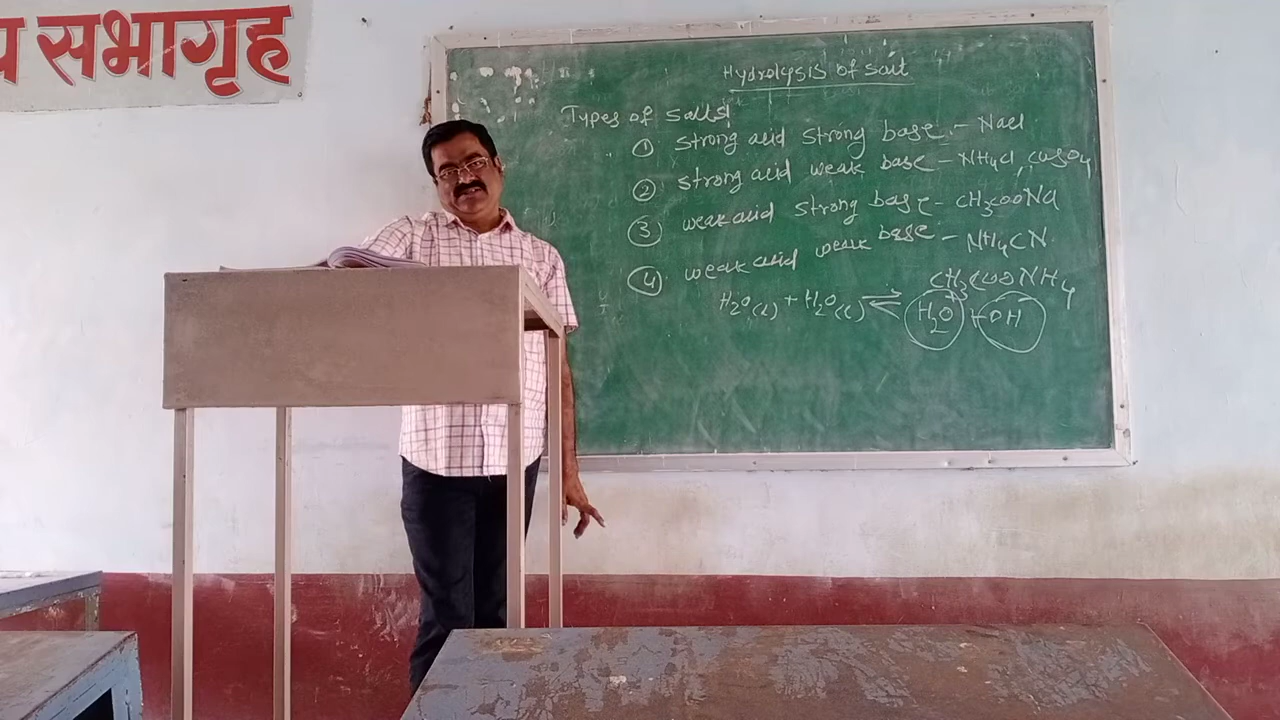 सभागृह
Hydrolysis of Salt
Types of Salts
① Strong acid Strong base - NaCl
② Strong acid weak base - NH4Cl, CuSO4
③ weak acid strong base - CH3COONa
④ weak acid weak base - NH4CN
CH3COONH4
H2O(l) + H2O(l) ⇌ H2O + OH